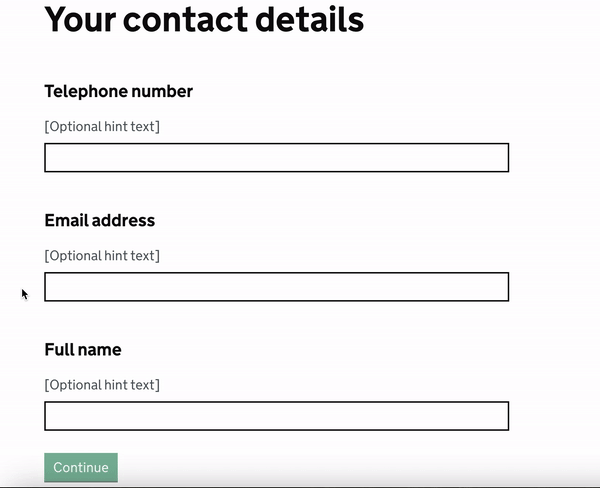 Your contact details
Telephone number
[Optional hint text]
Email address
[Optional hint text]
Full name
[Optional hint text]
Continue